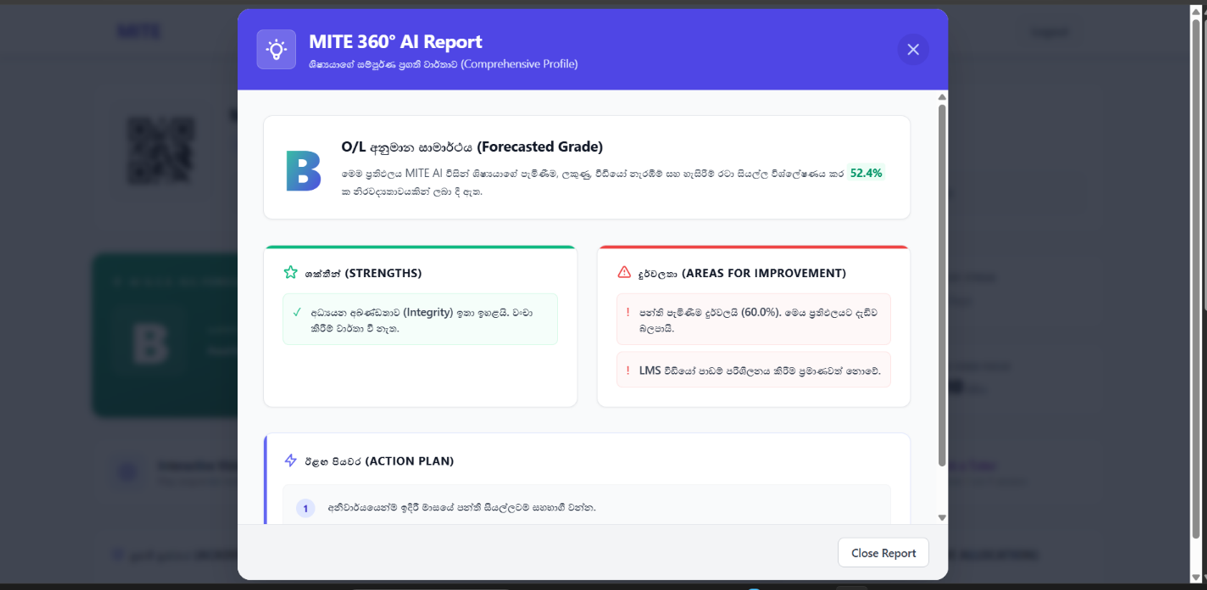 MITE
MITE 360° AI Report
ශිෂ්‍යයාගේ සම්පූර්ණ ප්‍රගති වාර්තාව (Comprehensive Profile)
B
O/L අනුමාන සාමාර්ථය (Forecasted Grade)
මෙම ප්‍රතිඵලය MITE AI විසින් ශිෂ්‍යයාගේ පැමිණීම, ලකුණු, වීඩියෝ නැරඹීම් සහ හැසිරීම් රටා සියල්ල විශ්ලේෂණය කර 52.4%
ක නිරවද්‍යතාවයකින් ලබා දී ඇත.
ශක්තීන් (STRENGTHS)
✓ අධ්‍යයන අඛණ්ඩතාව (Integrity) ඉතා ඉහළයි. වංචා
කිරීම් වාර්තා වී නැත.
දුර්වලතා (AREAS FOR IMPROVEMENT)
! පන්ති පැමිණීම දුර්වලයි (60.0%). මෙය ප්‍රතිඵලයට දැඩිව
බලපායි.
! LMS වීඩියෝ පාඩම් පරිශීලනය කිරීම ප්‍රමාණවත් නොවේ.
ඊළඟ පියවර (ACTION PLAN)
1 අනිවාර්යයෙන්ම ඉදිරි මාසයේ පන්ති සියල්ලටම සහභාගී වන්න.
Close Report